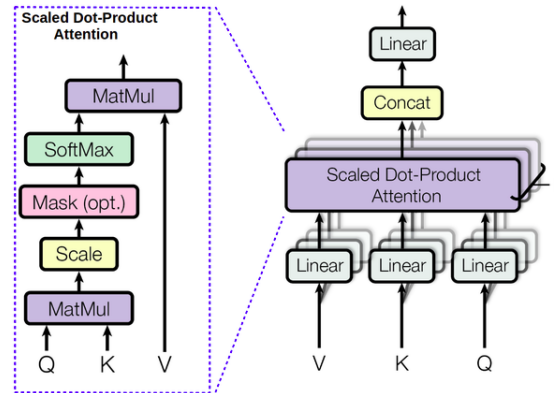 Scaled Dot-Product
Attention
MatMul
SoftMax
Mask (opt.)
Scale
MatMul
Q K V
Linear
Concat
Scaled Dot-Product
Attention
Linear Linear Linear
V K Q